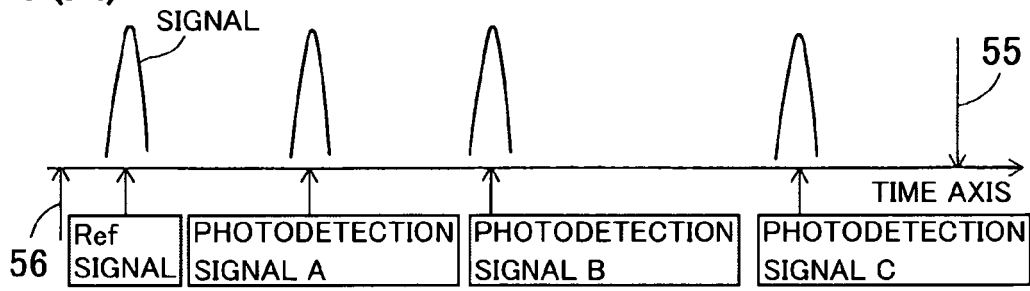 SIGNAL
55
TIME AXIS
56
Ref
SIGNAL
PHOTODETECTION
SIGNAL A
PHOTODETECTION
SIGNAL B
PHOTODETECTION
SIGNAL C